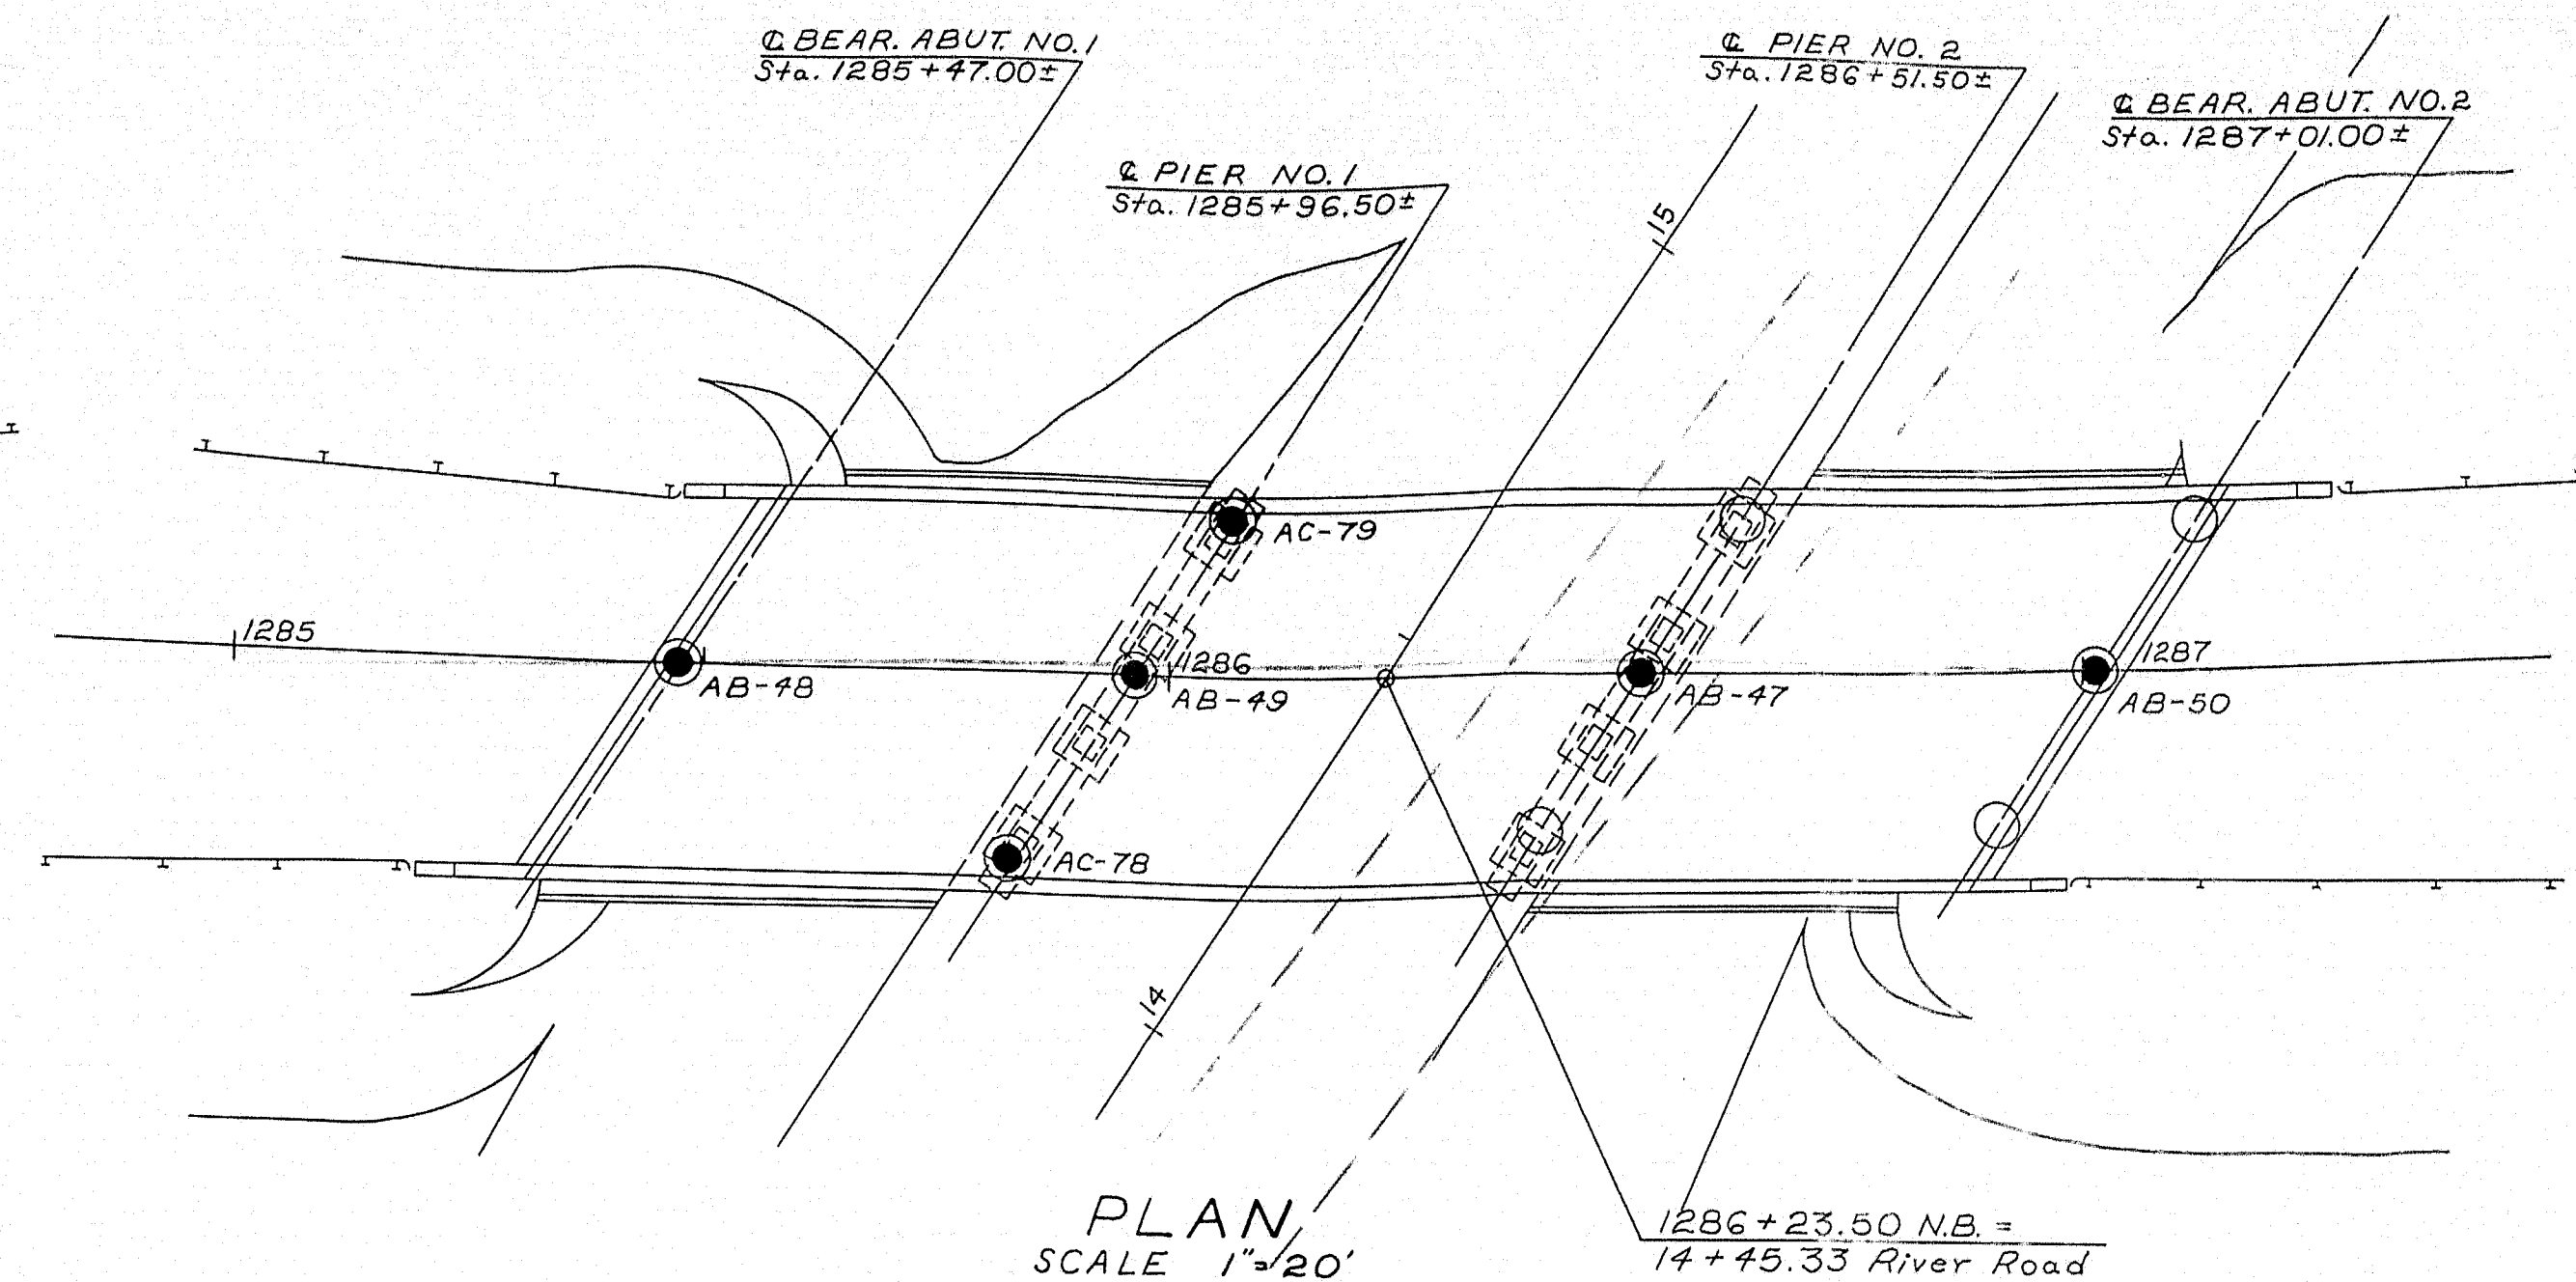 ℄ BEAR. ABUT. NO. 1
Sta. 1285+47.00±
℄ PIER NO. 2
Sta. 1286+51.50±
℄ BEAR. ABUT. NO. 2
Sta. 1287+01.00±
℄ PIER NO. 1
Sta. 1285+96.50±
15
AC-79
1285
1286
1287
AB-48
AB-49
AB-47
AB-50
AC-78
14
PLAN
SCALE 1"=20'
1286+23.50 N.B. =
14+45.33 River Road